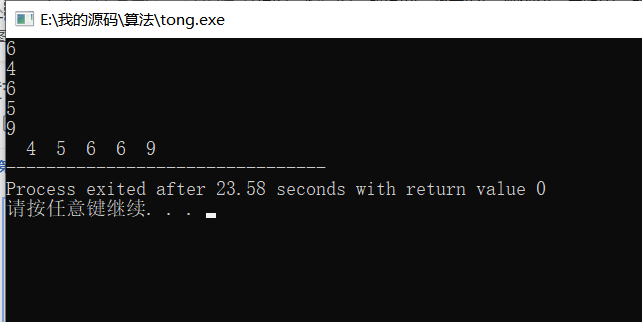 E:\我的源码\算法\tong.exe
6
4
6
5
9
  4  5  6  6  9
--------------------------------
Process exited after 23.58 seconds with return value 0
请按任意键继续. . .